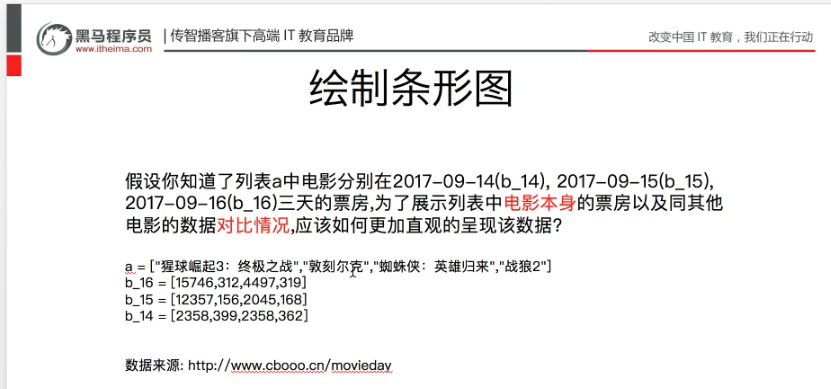 黑马程序员
www.itheima.com
传智播客旗下高端 IT 教育品牌
改变中国 IT 教育，我们正在行动
绘制条形图
假设你知道了列表a中电影分别在2017-09-14(b_14), 2017-09-15(b_15),
2017-09-16(b_16)三天的票房,为了展示列表中电影本身的票房以及同其他
电影的数据对比情况,应该如何更加直观的呈现该数据?
a = ["猩球崛起3：终极之战","敦刻尔克","蜘蛛侠：英雄归来","战狼2"]
b_16 = [15746,312,4497,319]
b_15 = [12357,156,2045,168]
b_14 = [2358,399,2358,362]
数据来源: http://www.cbooo.cn/movieday